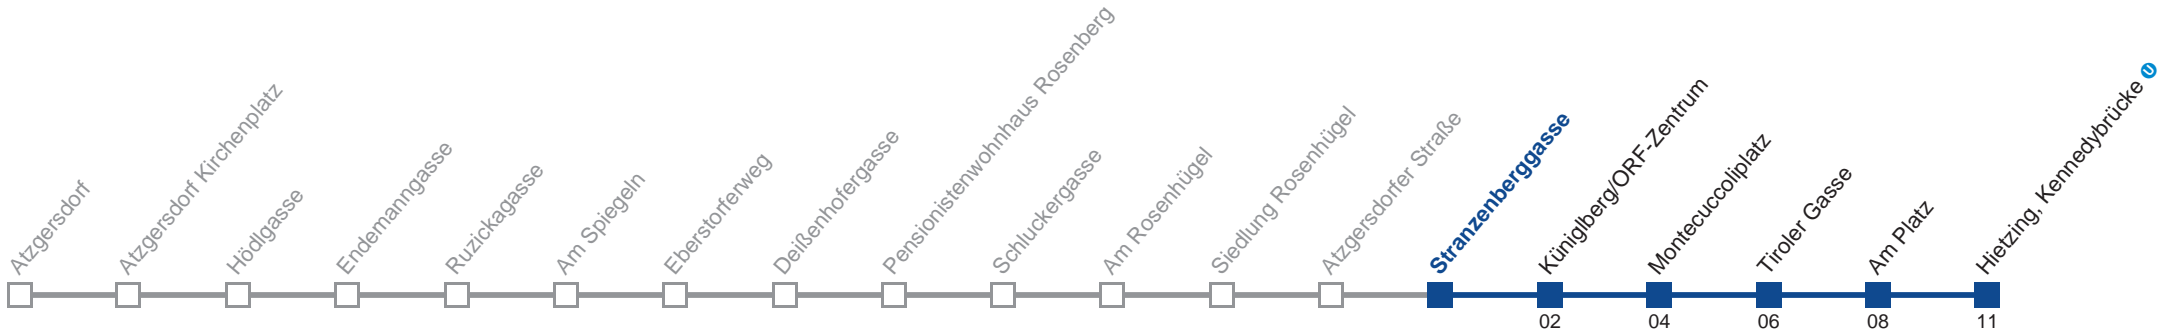 Atzgersdorf
Atzgersdorf Kirchenplatz
Hödlgasse
Endemanngasse
Ruzickagasse
Am Spiegeln
Eberstorferweg
Deißenhofergasse
Pensionistenwohnhaus Rosenberg
Schluckergasse
Am Rosenhügel
Siedlung Rosenhügel
Atzgersdorfer Straße
Stranzenberggasse
Küniglberg/ORF-Zentrum
Montecuccoliplatz
Tiroler Gasse
Am Platz
Hietzing, Kennedybrücke U
02 04 06 08 11